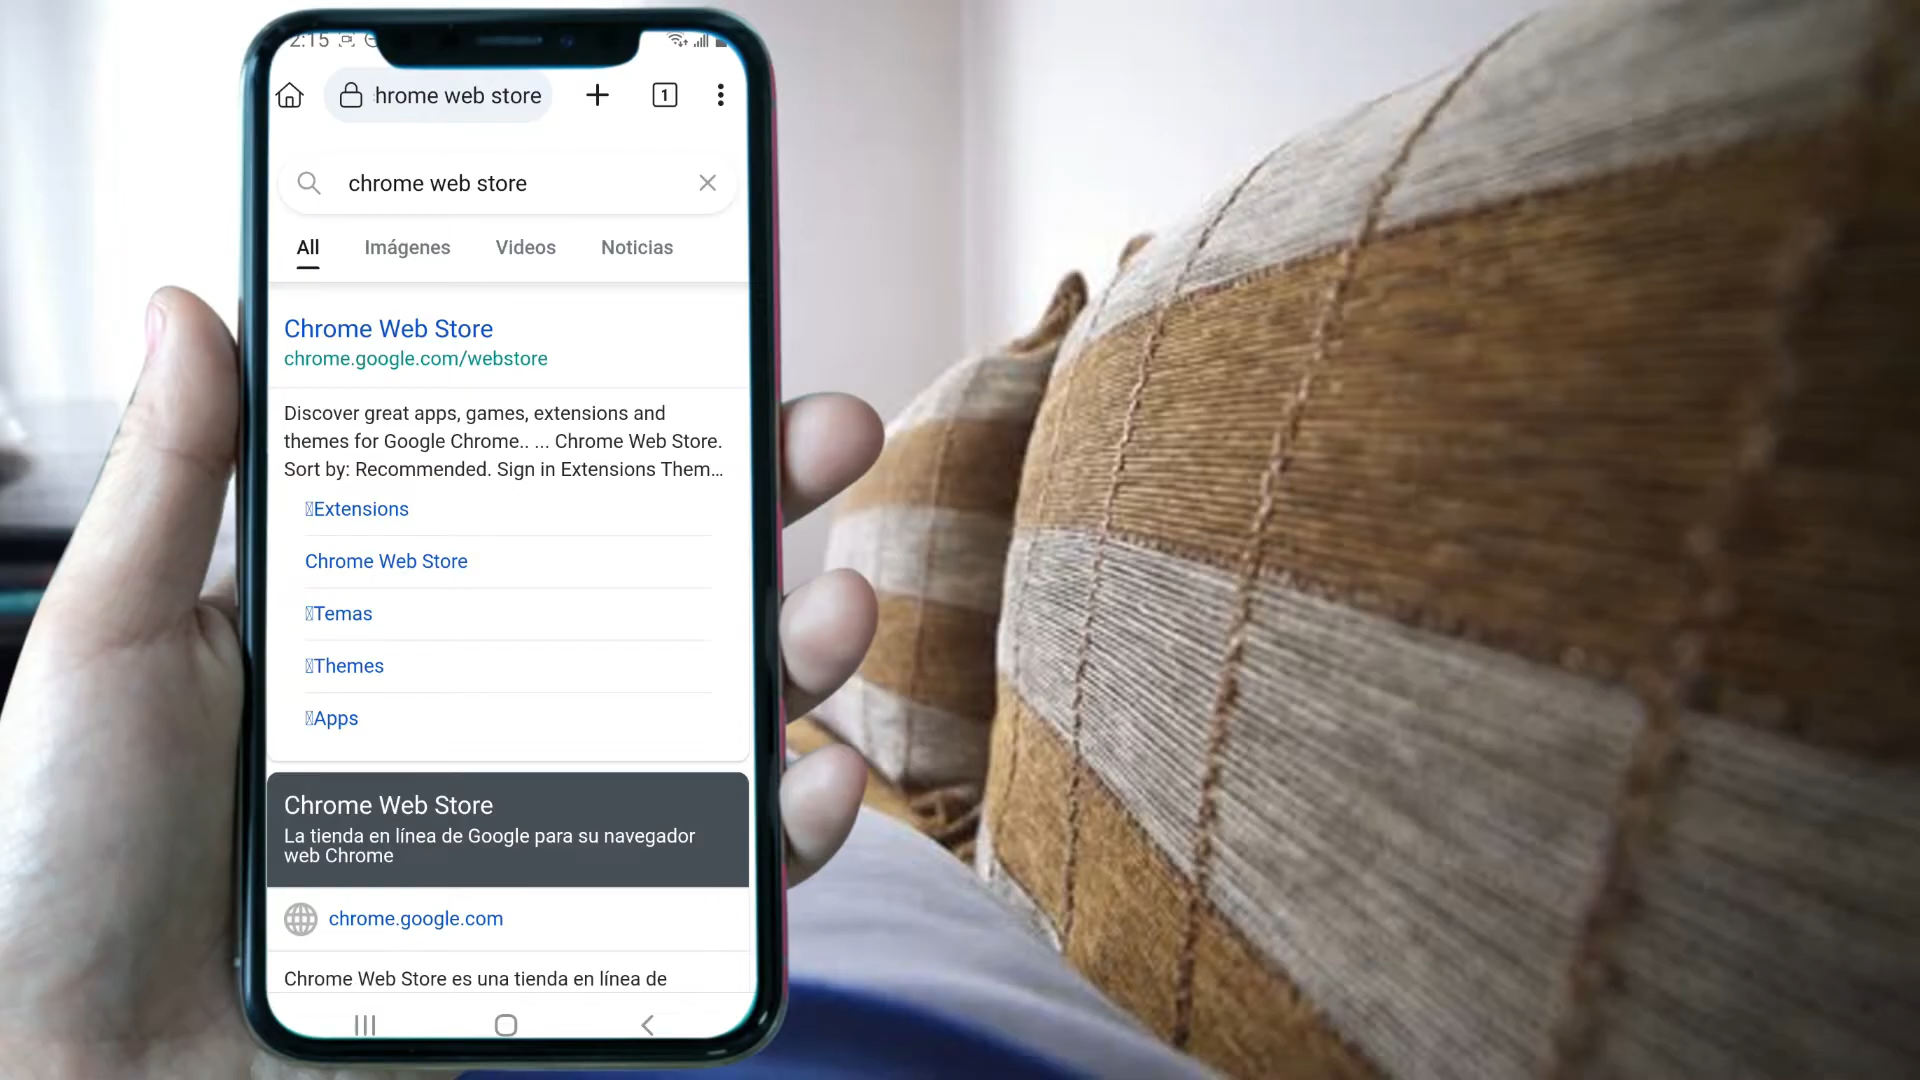 2:15
hrome web store
1
chrome web store
All Imágenes Videos Noticias
Chrome Web Store
chrome.google.com/webstore
Discover great apps, games, extensions and
themes for Google Chrome.. ... Chrome Web Store.
Sort by: Recommended. Sign in Extensions Them...
Extensions
Chrome Web Store
Temas
Themes
Apps
Chrome Web Store
La tienda en línea de Google para su navegador
web Chrome
chrome.google.com
Chrome Web Store es una tienda en línea de